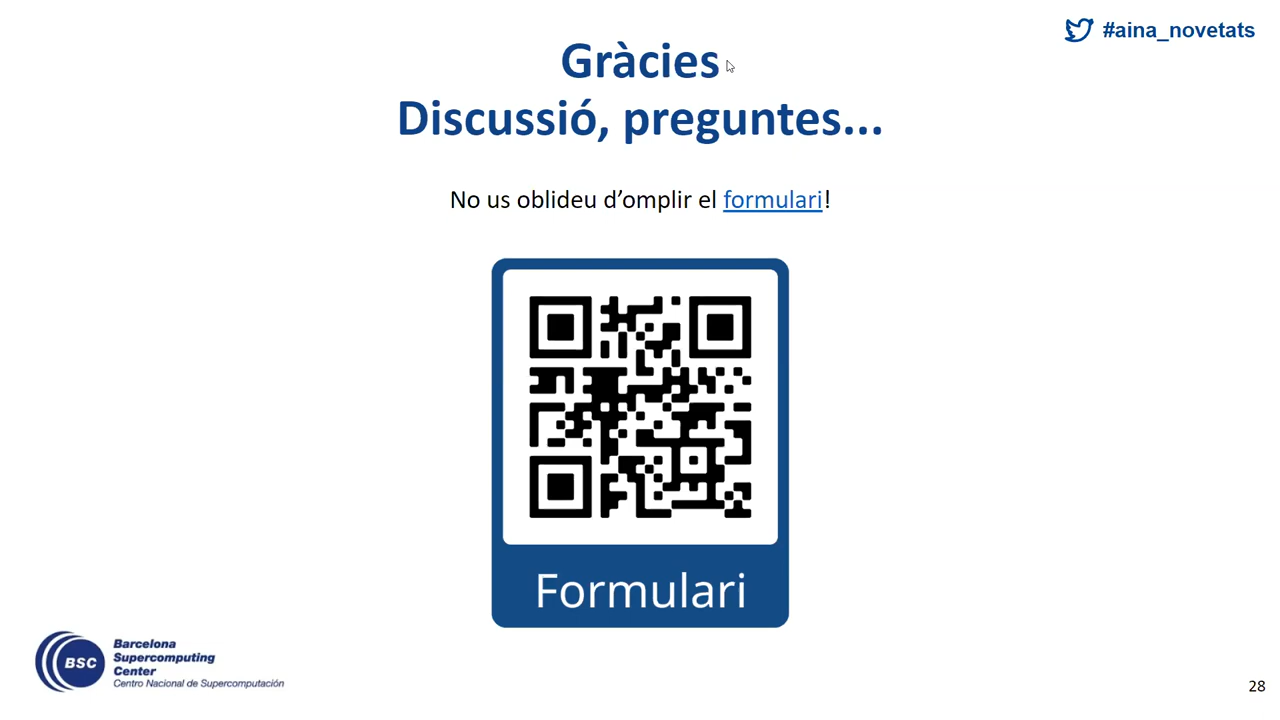 #aina_novetats
Gràcies
Discussió, preguntes...
No us oblideu d’omplir el formulari!
Formulari
BSC
Barcelona
Supercomputing
Center
Centro Nacional de Supercomputación
28